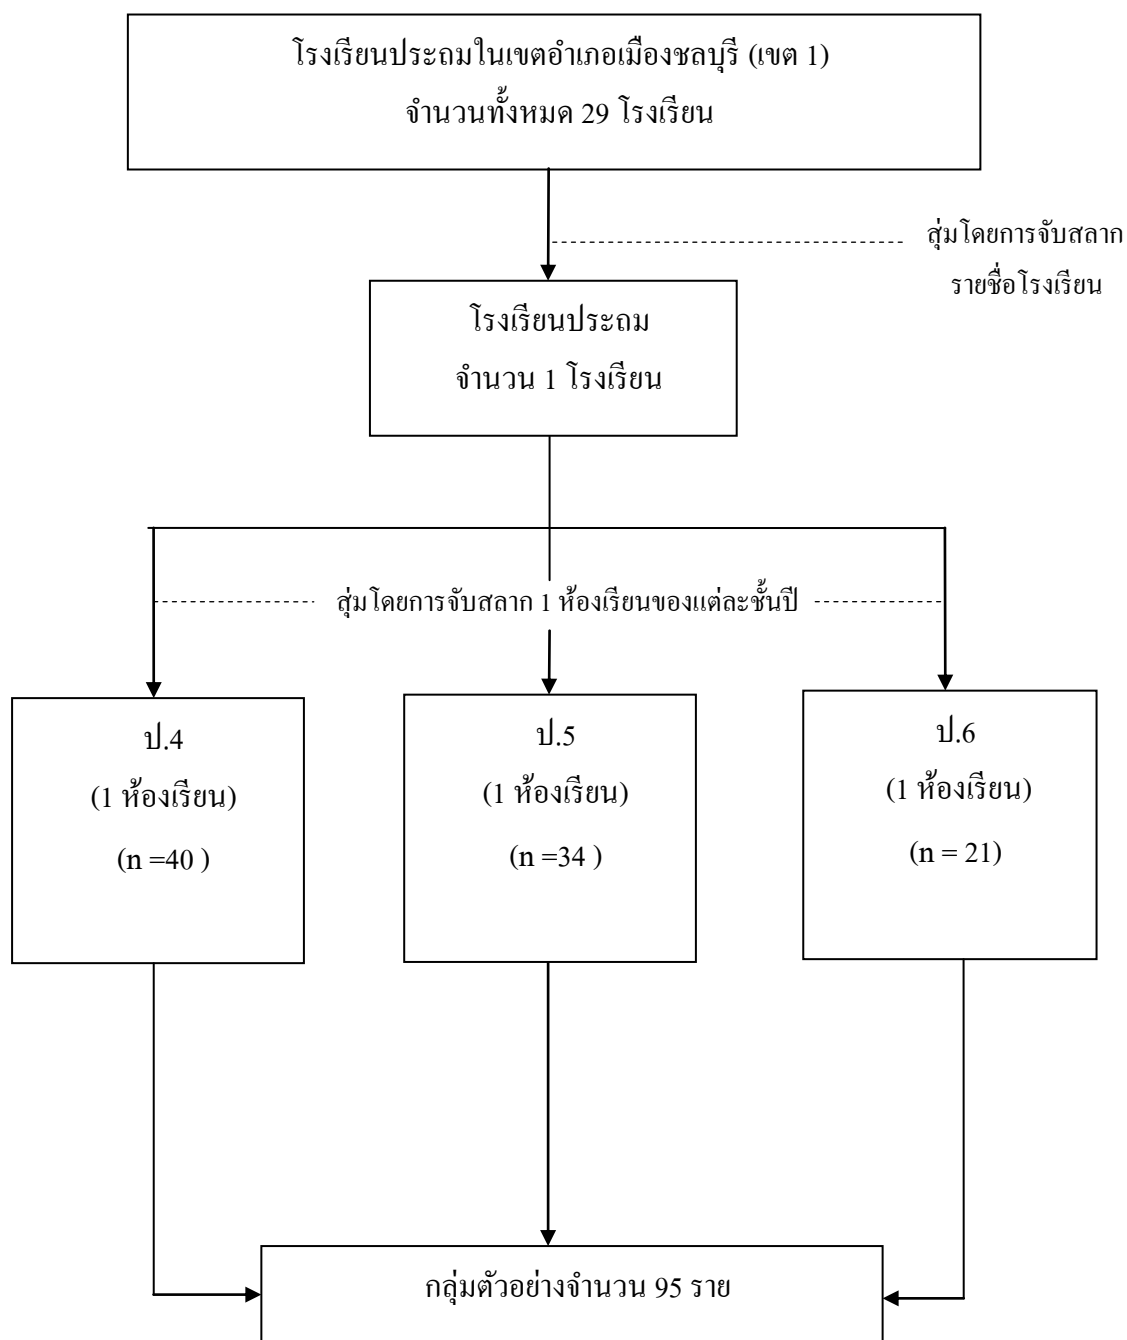 โรงเรียนประถมในเขตอำเภอเมืองชลบุรี (เขต 1)
จำนวนทั้งหมด 29 โรงเรียน
สุ่มโดยการจับสลาก
รายชื่อโรงเรียน
โรงเรียนประถม
จำนวน 1 โรงเรียน
สุ่มโดยการจับสลาก 1 ห้องเรียนของแต่ละชั้นปี
ป.4
(1 ห้องเรียน)
(n =40 )
ป.5
(1 ห้องเรียน)
(n =34 )
ป.6
(1 ห้องเรียน)
(n = 21)
กลุ่มตัวอย่างจำนวน 95 ราย